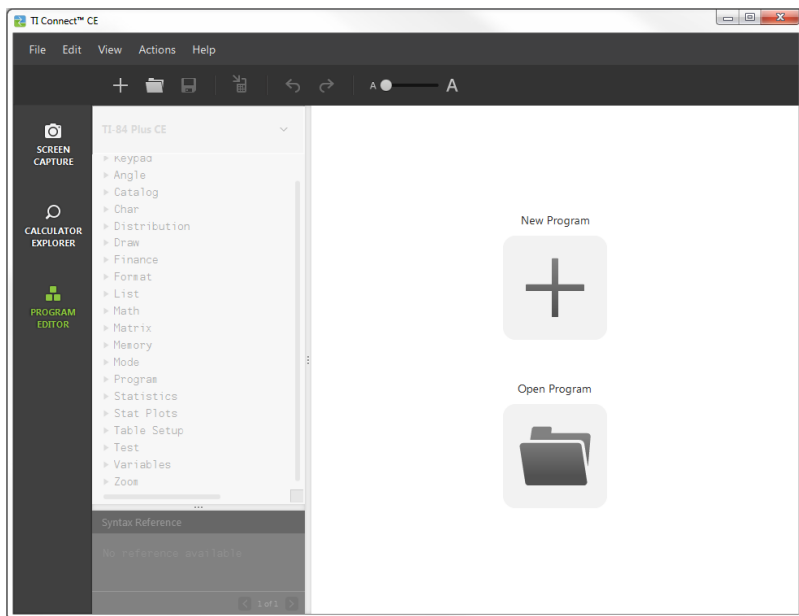 TI Connect™ CE
File Edit View Actions Help
A A
SCREEN
CAPTURE
CALCULATOR
EXPLORER
PROGRAM
EDITOR
TI-84 Plus CE
Keypad
Angle
Catalog
Char
Distribution
Draw
Finance
Format
List
Math
Matrix
Memory
Mode
Program
Statistics
Stat Plots
Table Setup
Test
Variables
Zoom
Syntax Reference
No reference available.
1 of 1
New Program
Open Program